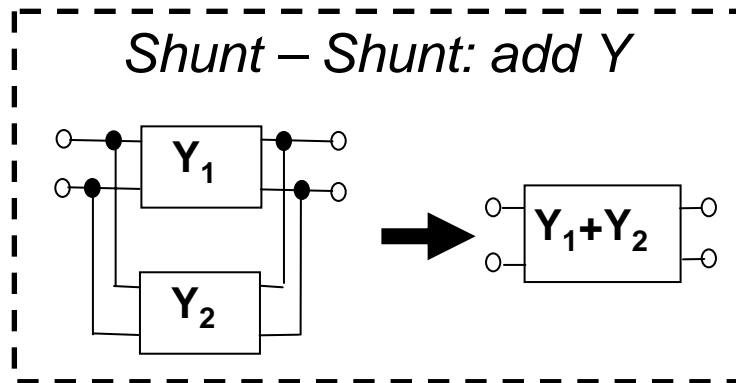 Shunt – Shunt: add Y
Y₁
Y₁+Y₂
Y₂